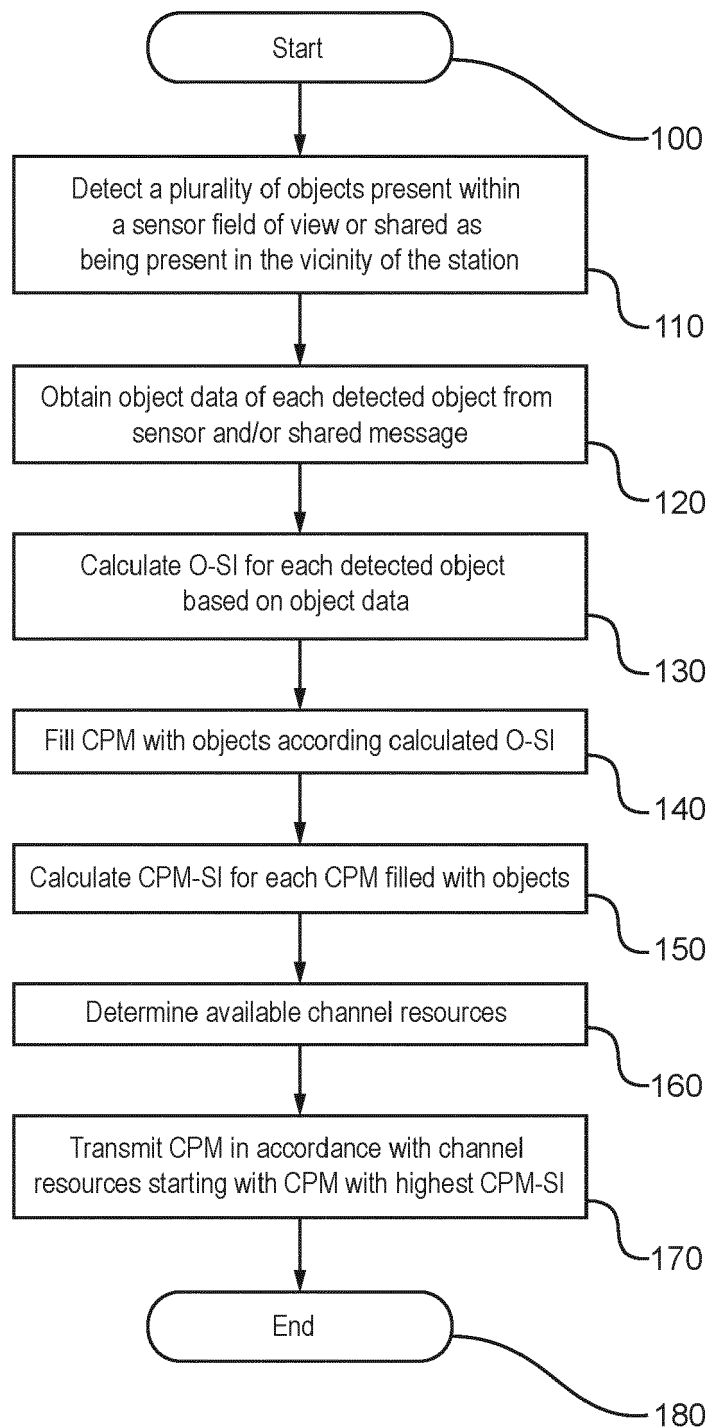 Start
100
Detect a plurality of objects present within
a sensor field of view or shared as
being present in the vicinity of the station
110
Obtain object data of each detected object from
sensor and/or shared message
120
Calculate O-SI for each detected object
based on object data
130
Fill CPM with objects according calculated O-SI
140
Calculate CPM-SI for each CPM filled with objects
150
Determine available channel resources
160
Transmit CPM in accordance with channel
resources starting with CPM with highest CPM-SI
170
End
180